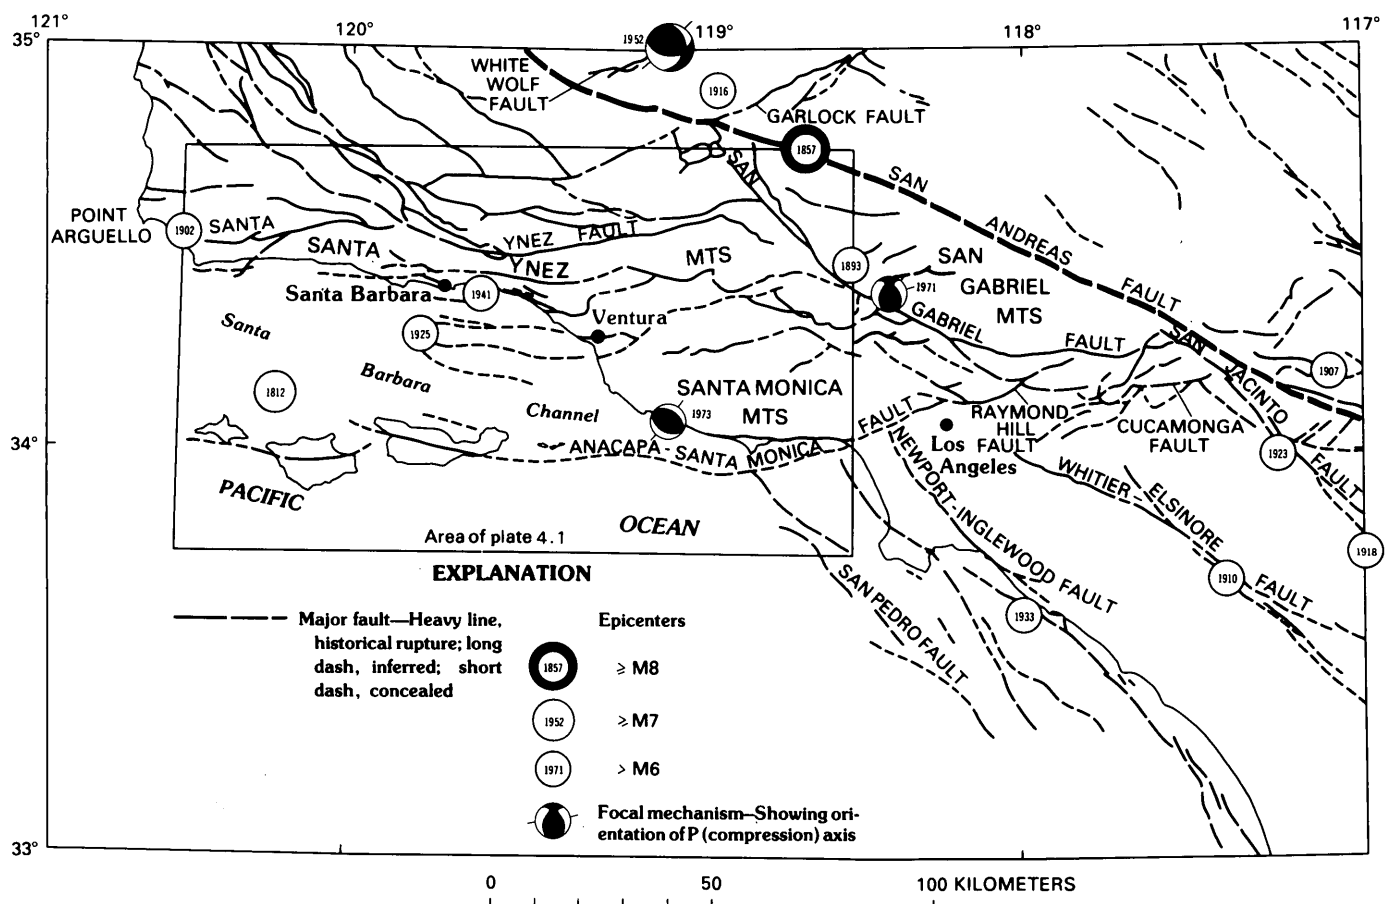 121°
120°
119°
118°
117°
35°
1952
WHITE
WOLF
FAULT
1916
GARLOCK FAULT
1857
SAN
SAN
ANDREAS
FAULT
POINT
ARGUELLO
1902
SANTA
YNEZ
FAULT
SANTA
YNEZ
MTS
1893
SAN
GABRIEL
MTS
1971
GABRIEL
FAULT
SAN
JACINTO
FAULT
Santa Barbara
1941
Ventura
1925
Santa
Barbara
Channel
1812
1907
SANTA MONICA
MTS
1973
34°
ANACAPA - SANTA MONICA
FAULT
RAYMOND
HILL
FAULT
CUCAMONGA
FAULT
Los
Angeles
1923
NEWPORT - INGLEWOOD FAULT
WHITIER - ELSINORE
FAULT
PACIFIC
OCEAN
1918
1910
1933
SAN PEDRO FAULT
Area of plate 4.1
EXPLANATION
Major fault—Heavy line,
historical rupture; long
dash, inferred; short
dash, concealed
Epicenters
1857
≥ M8
1952
≥ M7
1971
> M6
Focal mechanism—Showing ori-
entation of P (compression) axis
33°
0 50 100 KILOMETERS